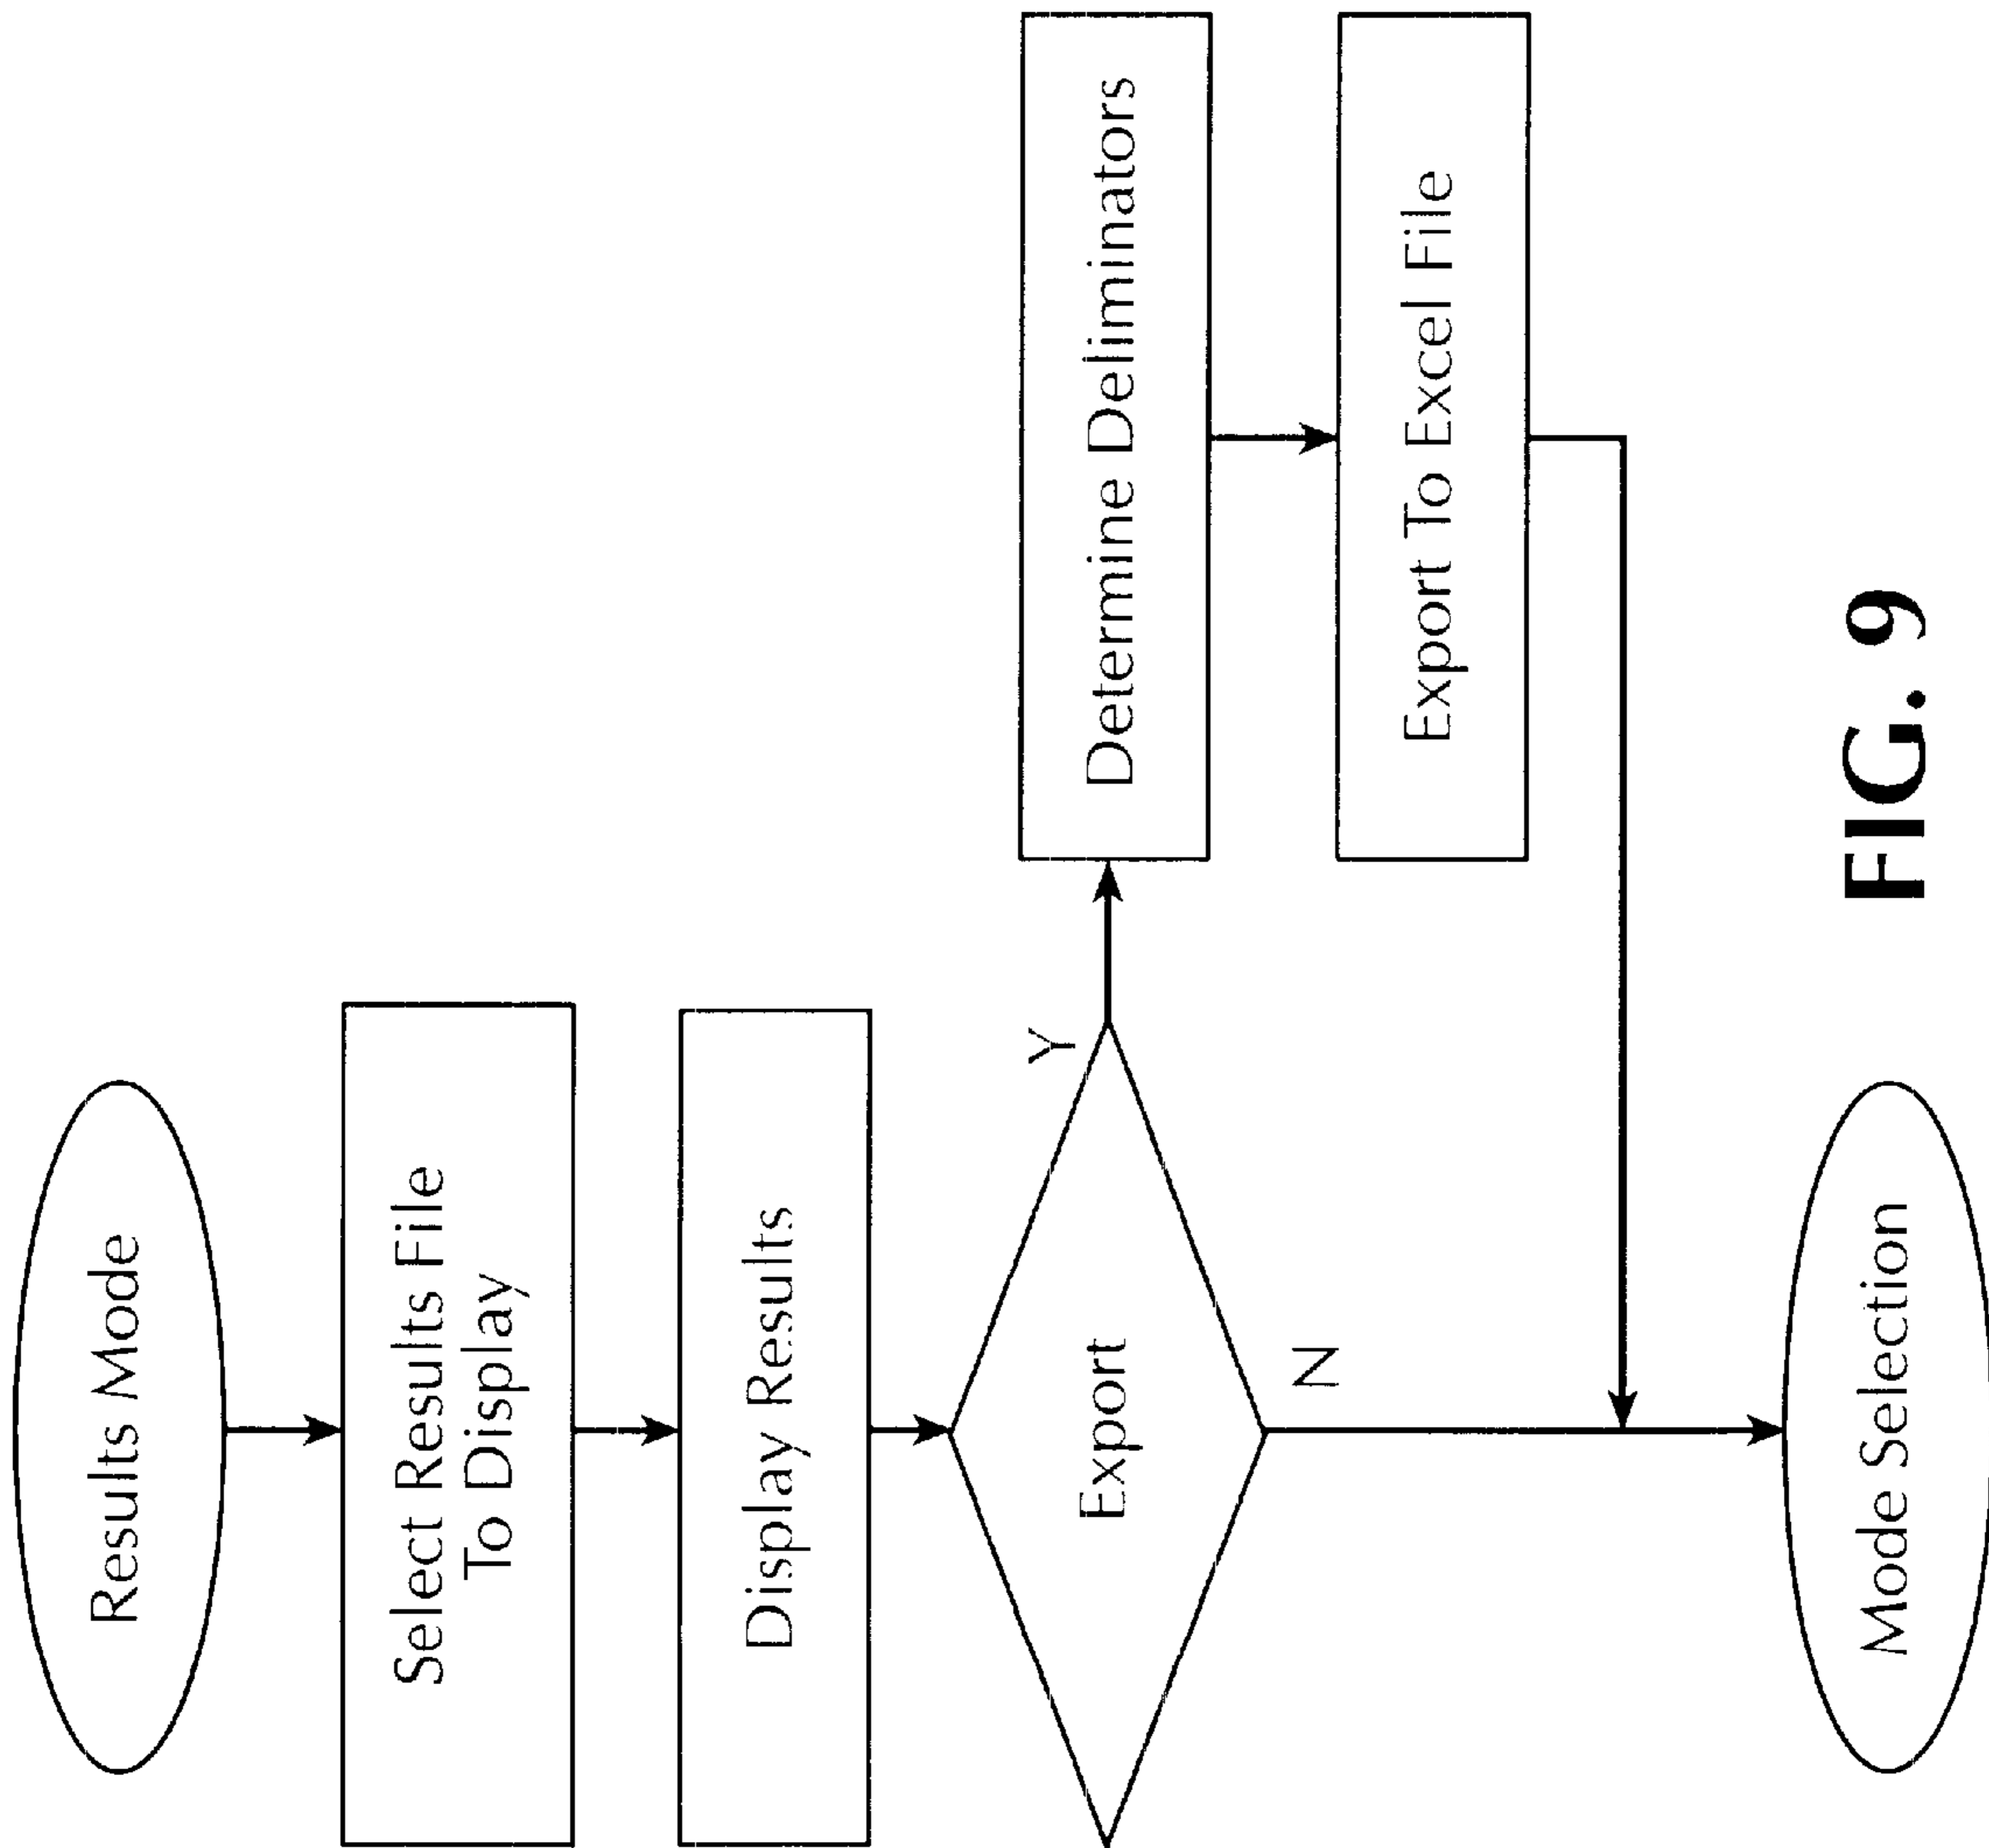 Results Mode
Select Results File
To Display
Display Results
Export
Y
N
Determine Deliminators
Export To Excel File
Mode Selection
FIG. 9